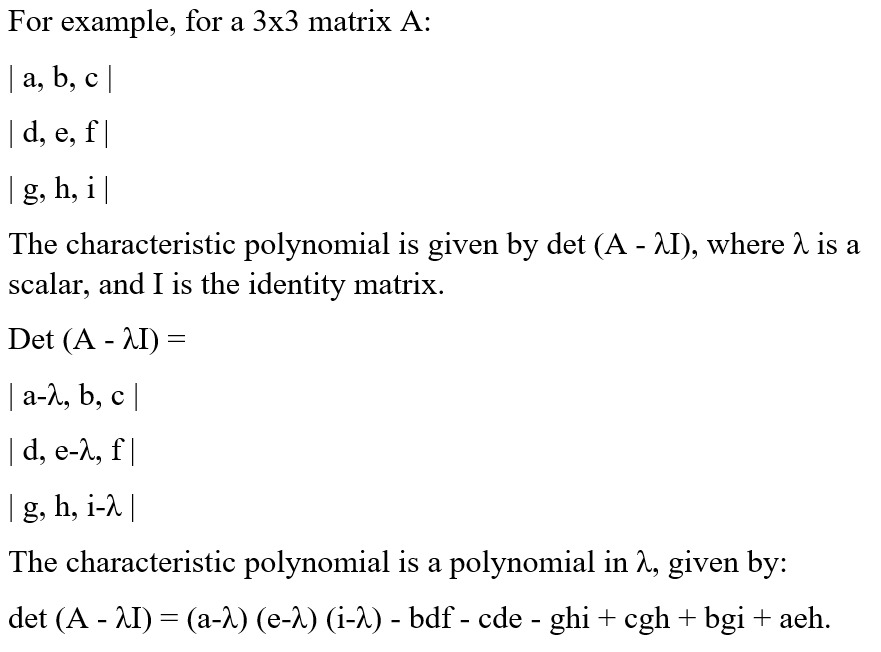 For example, for a 3x3 matrix A:
| a, b, c |
| d, e, f |
| g, h, i |
The characteristic polynomial is given by det (A - λI), where λ is a
scalar, and I is the identity matrix.
Det (A - λI) =
| a-λ, b, c |
| d, e-λ, f |
| g, h, i-λ |
The characteristic polynomial is a polynomial in λ, given by:
det (A - λI) = (a-λ) (e-λ) (i-λ) - bdf - cde - ghi + cgh + bgi + aeh.